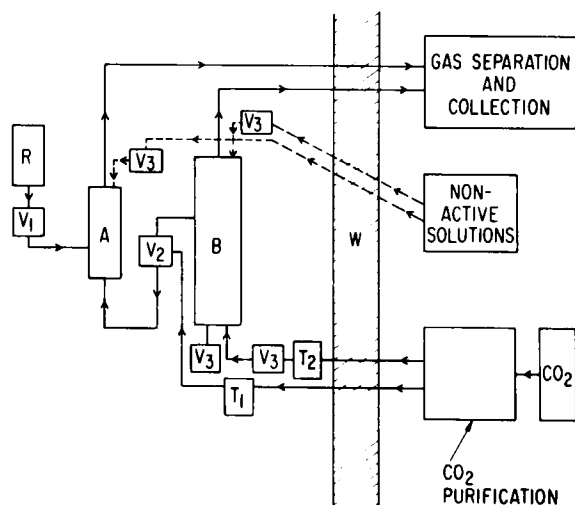 GAS SEPARATION
AND
COLLECTION
R
V3
V3
V1
A
V2
B
W
NON-
ACTIVE
SOLUTIONS
V3
V3
T2
T1
CO2
CO2
PURIFICATION